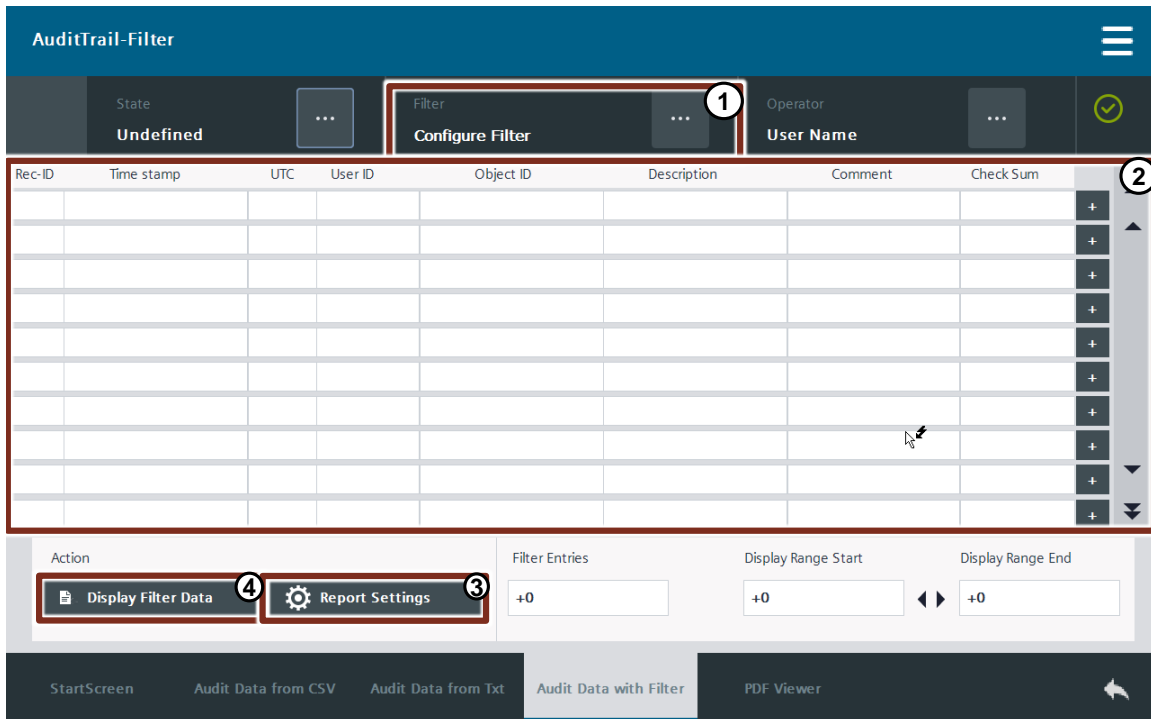 AuditTrail-Filter
State
Undefined
...
Filter
Configure Filter
...
1
Operator
User Name
...
Rec-ID Time stamp UTC User ID Object ID Description Comment Check Sum
2
+
+
+
+
+
+
+
+
+
+
Action
Display Filter Data
4
Report Settings
3
Filter Entries
+0
Display Range Start
+0
Display Range End
+0
StartScreen Audit Data from CSV Audit Data from Txt Audit Data with Filter PDF Viewer